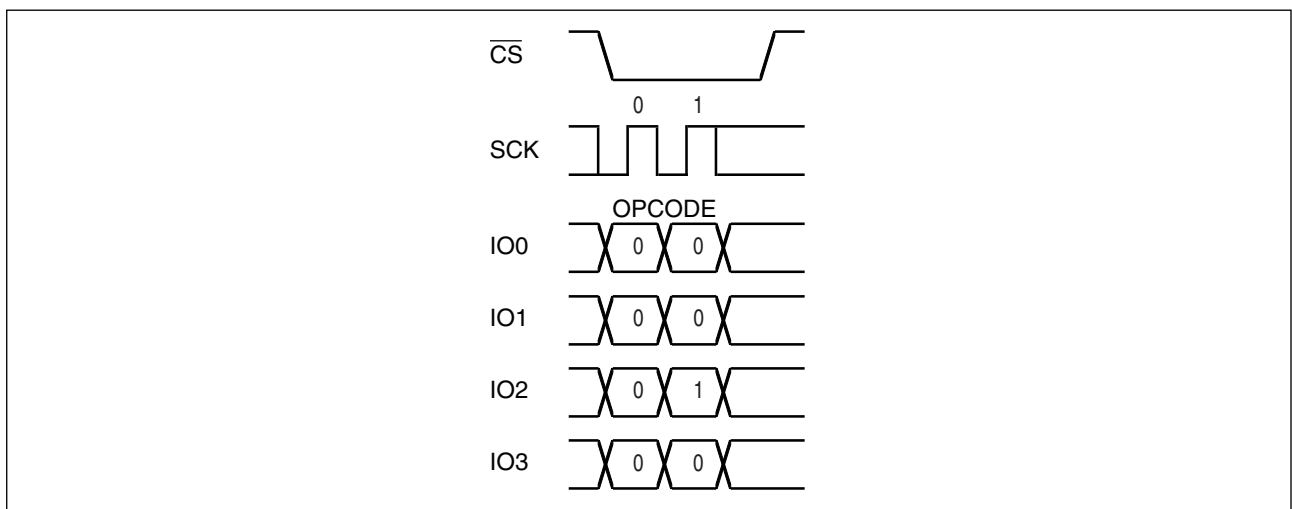 CS
0 1
SCK
OPCODE
IO0 0 0
IO1 0 0
IO2 0 1
IO3 0 0